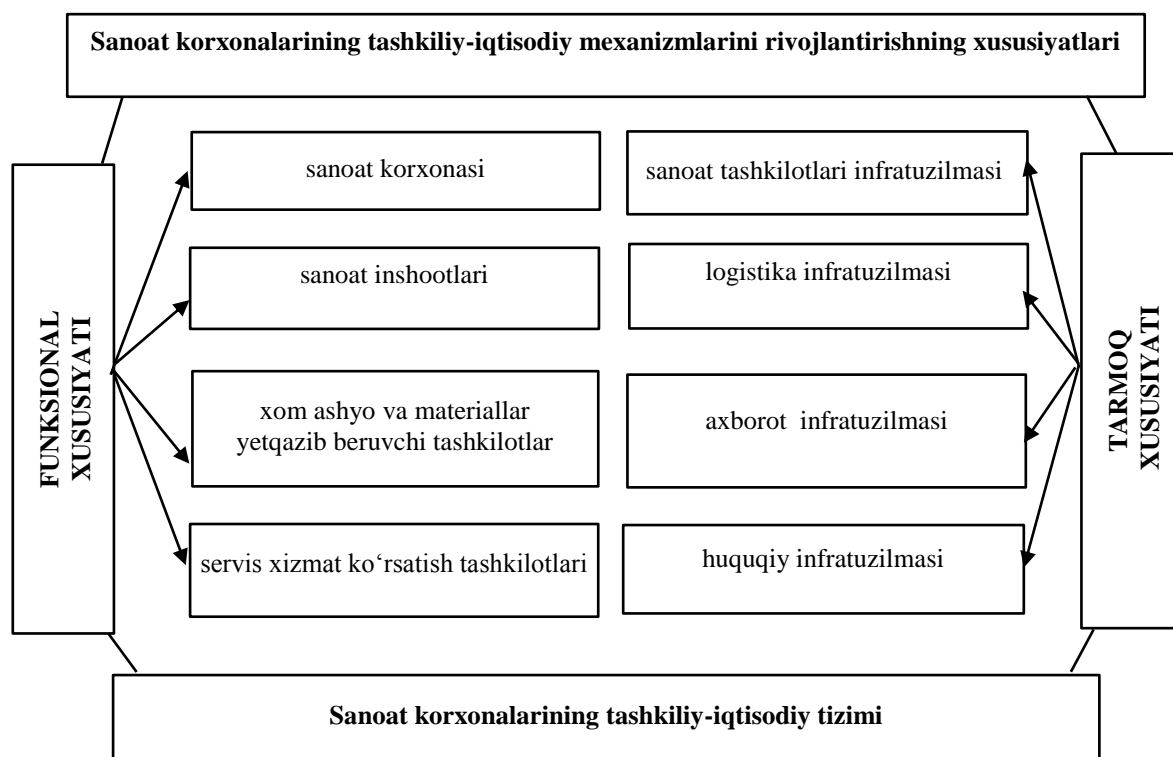 Sanoat korxonalarining tashkiliy-iqtisodiy mexanizmlarini rivojlantirishning xususiyatlari
FUNKSIONAL
XUSUSIYATI
sanoat korxonasi
sanoat inshootlari
xom ashyo va materiallar
yetqazib beruvchi tashkilotlar
servis xizmat ko‘rsatish tashkilotlari
sanoat tashkilotlari infratuzilmasi
logistika infratuzilmasi
axborot infratuzilmasi
huquqiy infratuzilmasi
TARMOQ
XUSUSIYATI
Sanoat korxonalarining tashkiliy-iqtisodiy tizimi